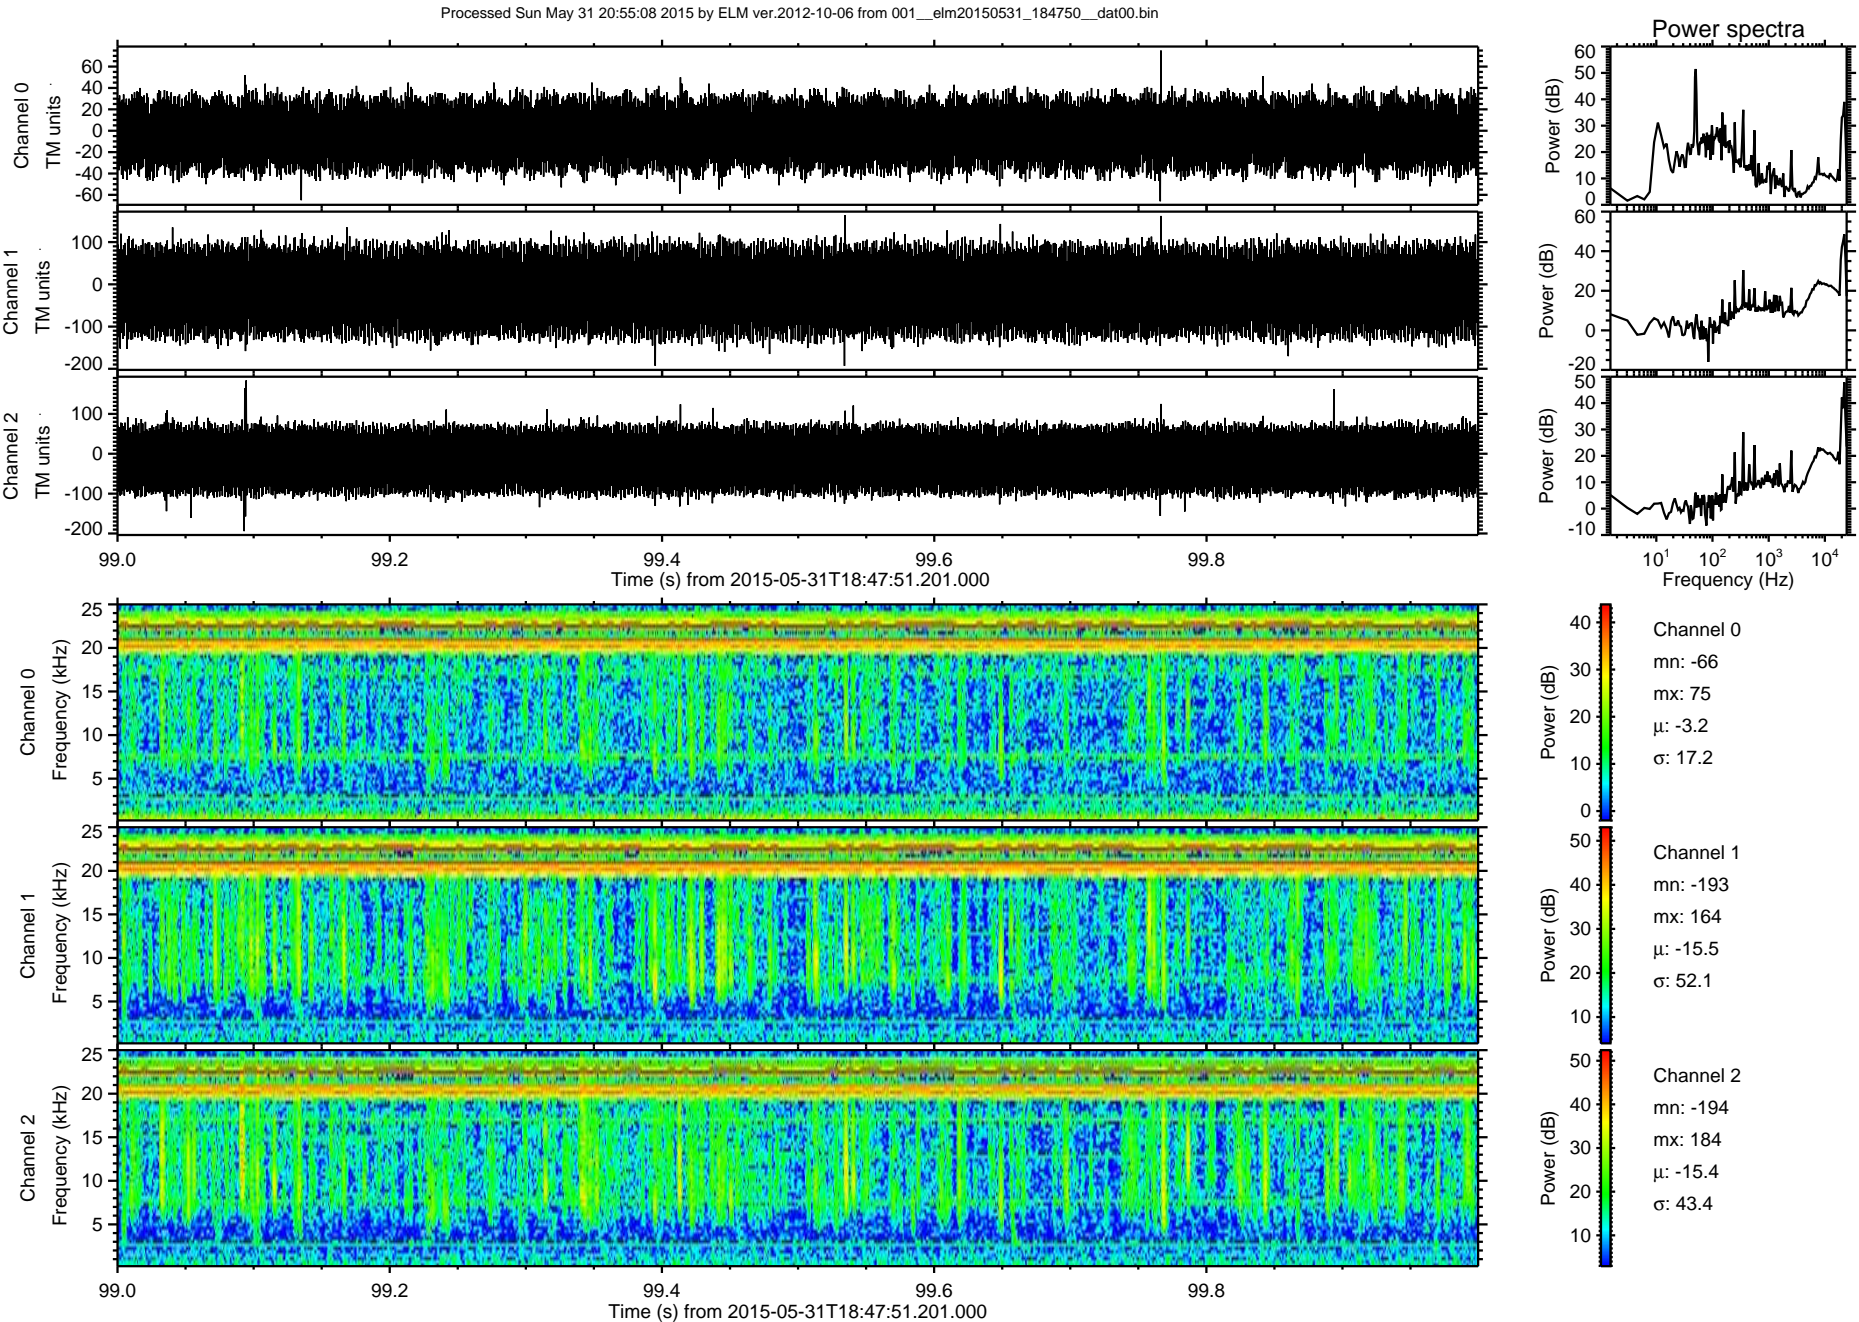 Processed Sun May 31 20:55:08 2015 by ELM ver.2012-10-06 from 001__elm20150531_184750__dat00.bin
Power spectra
Channel 0
TM units
60
40
20
0
-20
-40
-60
Power (dB)
60
50
40
30
20
10
0
Channel 1
TM units
100
0
-100
-200
Power (dB)
60
40
20
0
-20
Channel 2
TM units
100
0
-100
-200
Power (dB)
50
40
30
20
10
0
-10
99.0 99.2 99.4 99.6 99.8
Time (s) from 2015-05-31T18:47:51.201.000
10¹ 10² 10³ 10⁴
Frequency (Hz)
Channel 0
Frequency (kHz)
25
20
15
10
5
Power (dB)
40
30
20
10
0
Channel 0
mn: -66
mx: 75
μ: -3.2
σ: 17.2
Channel 1
Frequency (kHz)
25
20
15
10
5
Power (dB)
50
40
30
20
10
Channel 1
mn: -193
mx: 164
μ: -15.5
σ: 52.1
Channel 2
Frequency (kHz)
25
20
15
10
5
Power (dB)
50
40
30
20
10
Channel 2
mn: -194
mx: 184
μ: -15.4
σ: 43.4
99.0 99.2 99.4 99.6 99.8
Time (s) from 2015-05-31T18:47:51.201.000